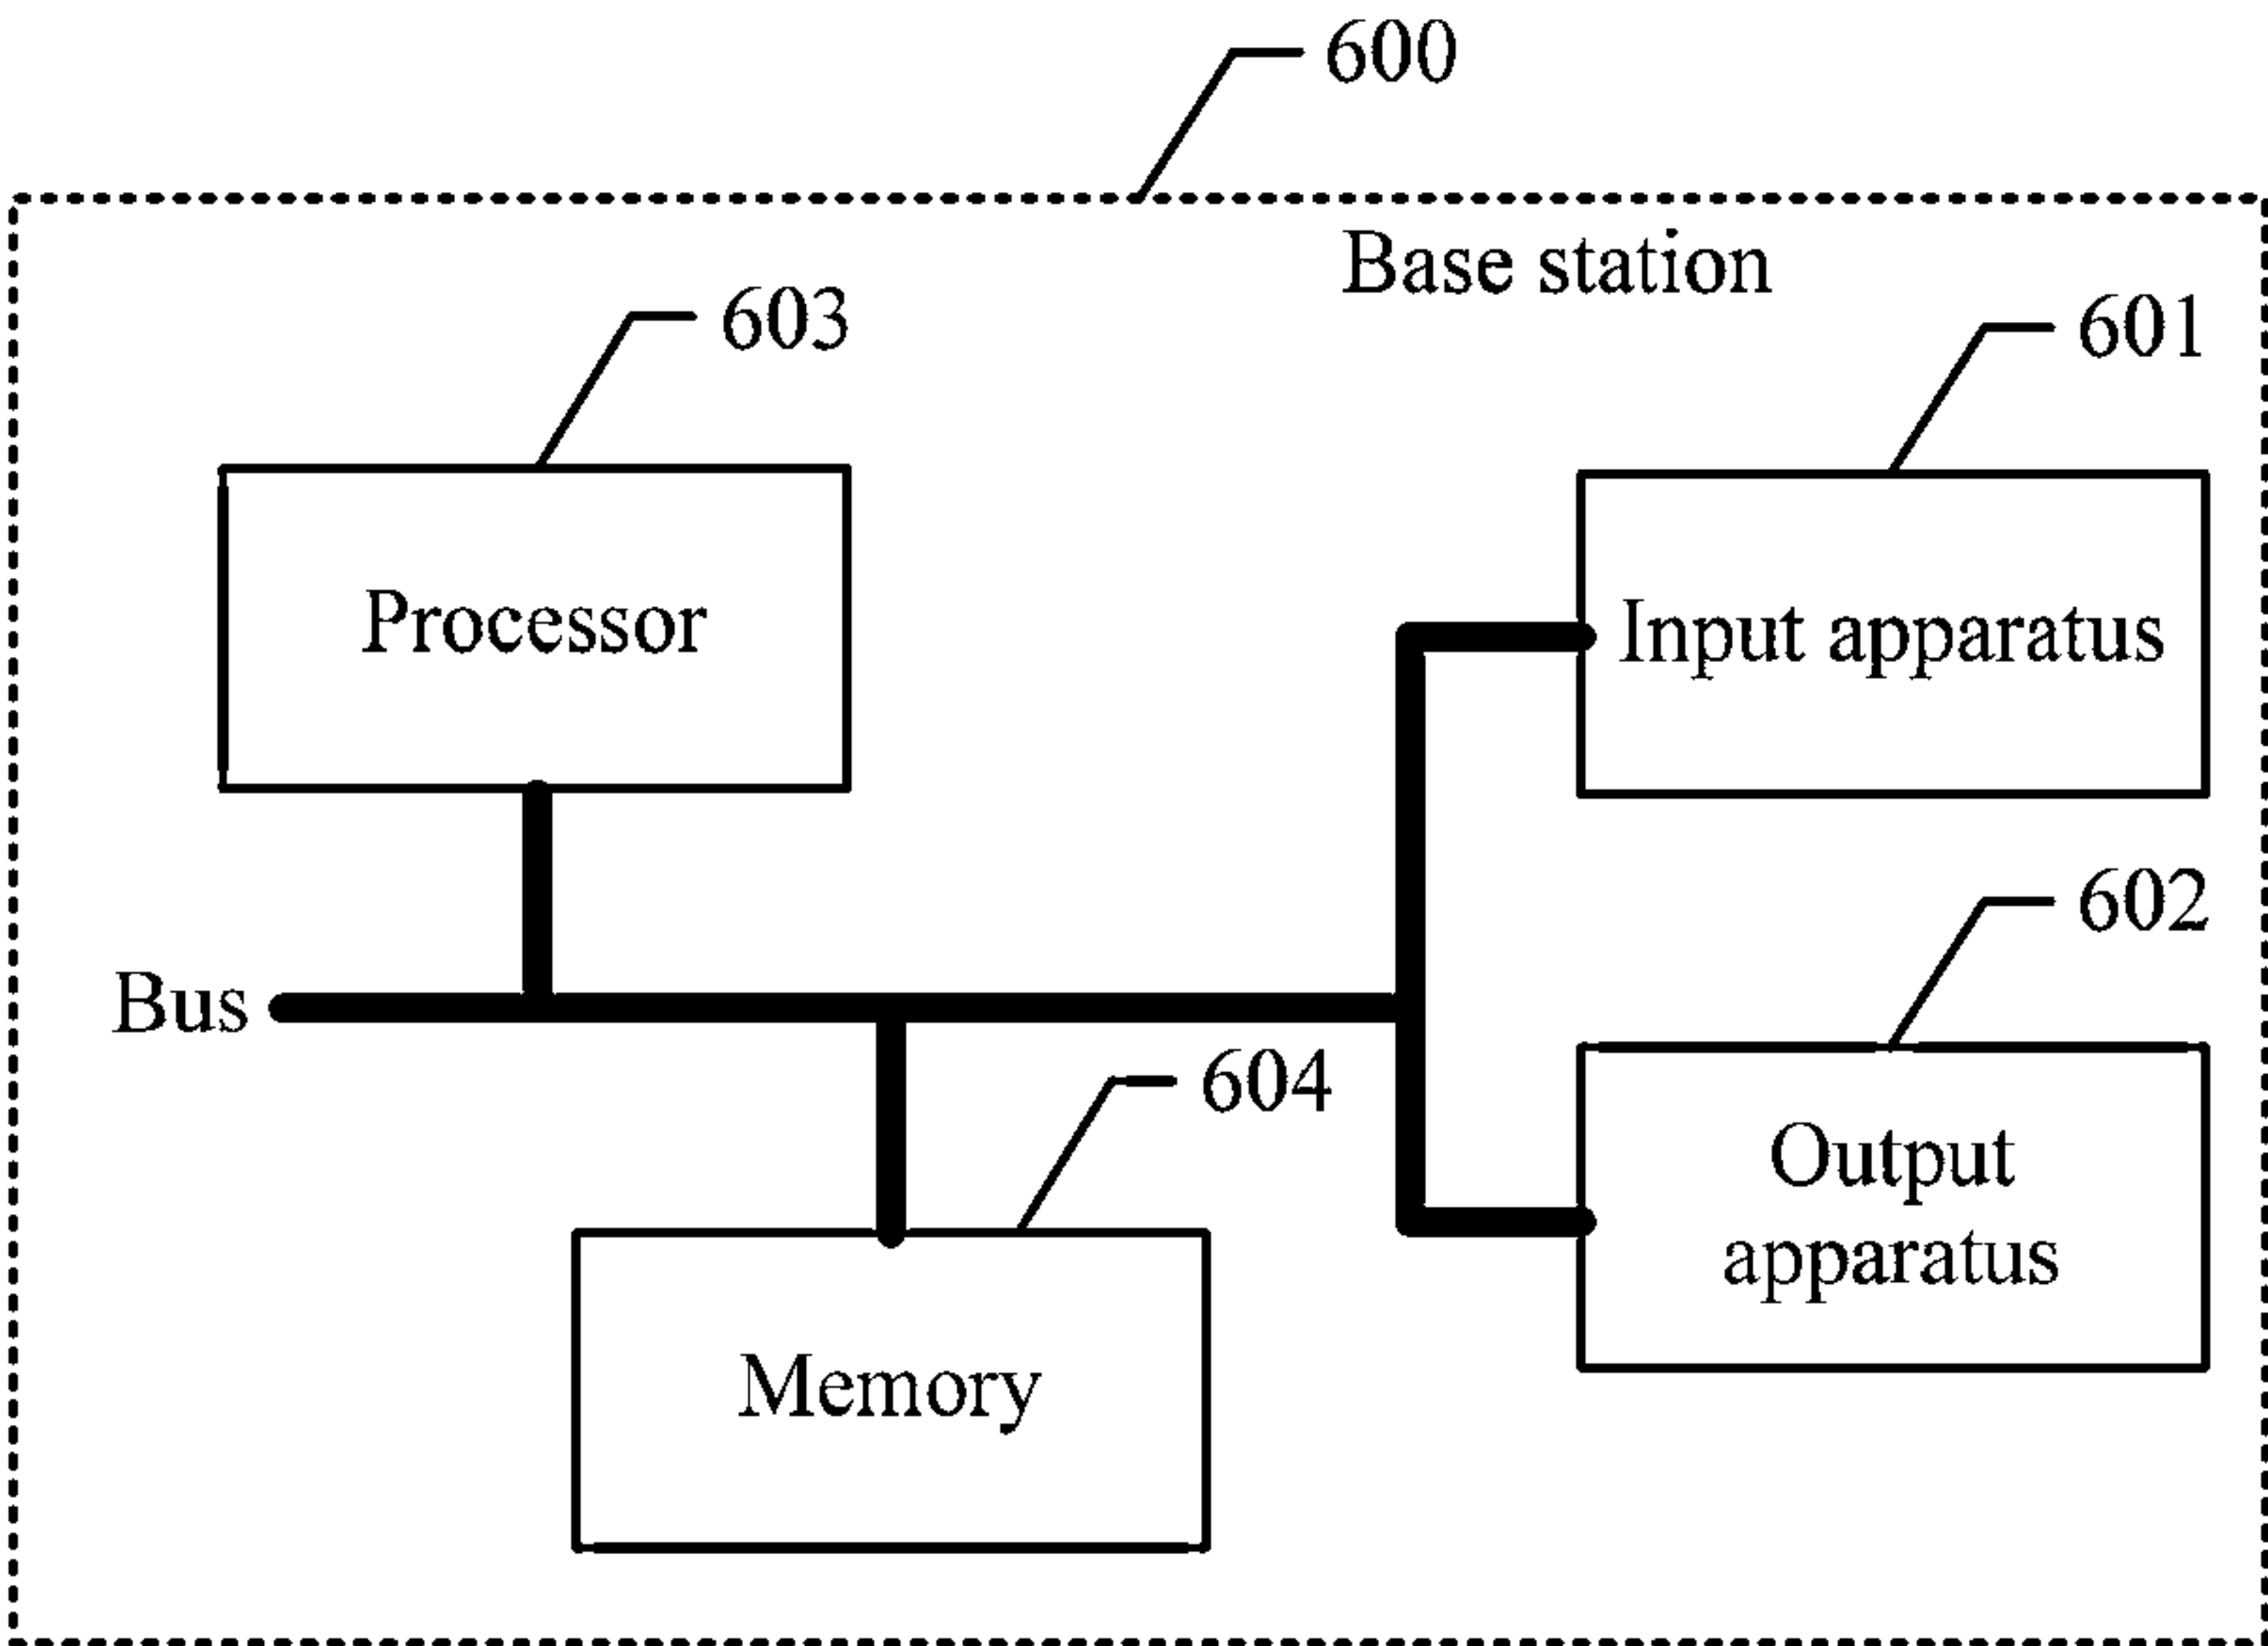 600
Base station
603
601
Processor
Input apparatus
602
Bus
604
Output
apparatus
Memory